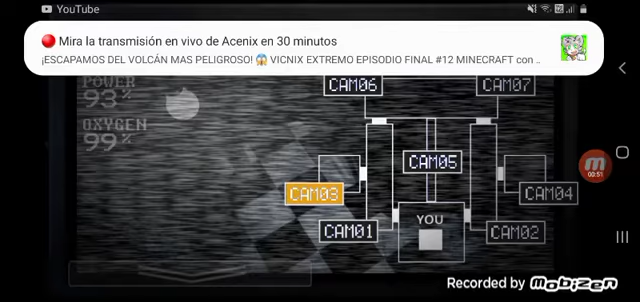 YouTube
Mira la transmisión en vivo de Acenix en 30 minutos
¡ESCAPAMOS DEL VOLCÁN MAS PELIGROSO! 😱 VICNIX EXTREMO EPISODIO FINAL #12 MINECRAFT con ..
POWER
93%
OXYGEN
99%
CAM06
CAM07
CAM05
CAM03
CAM04
CAM01
YOU
CAM02
00:51
Recorded by mobizen